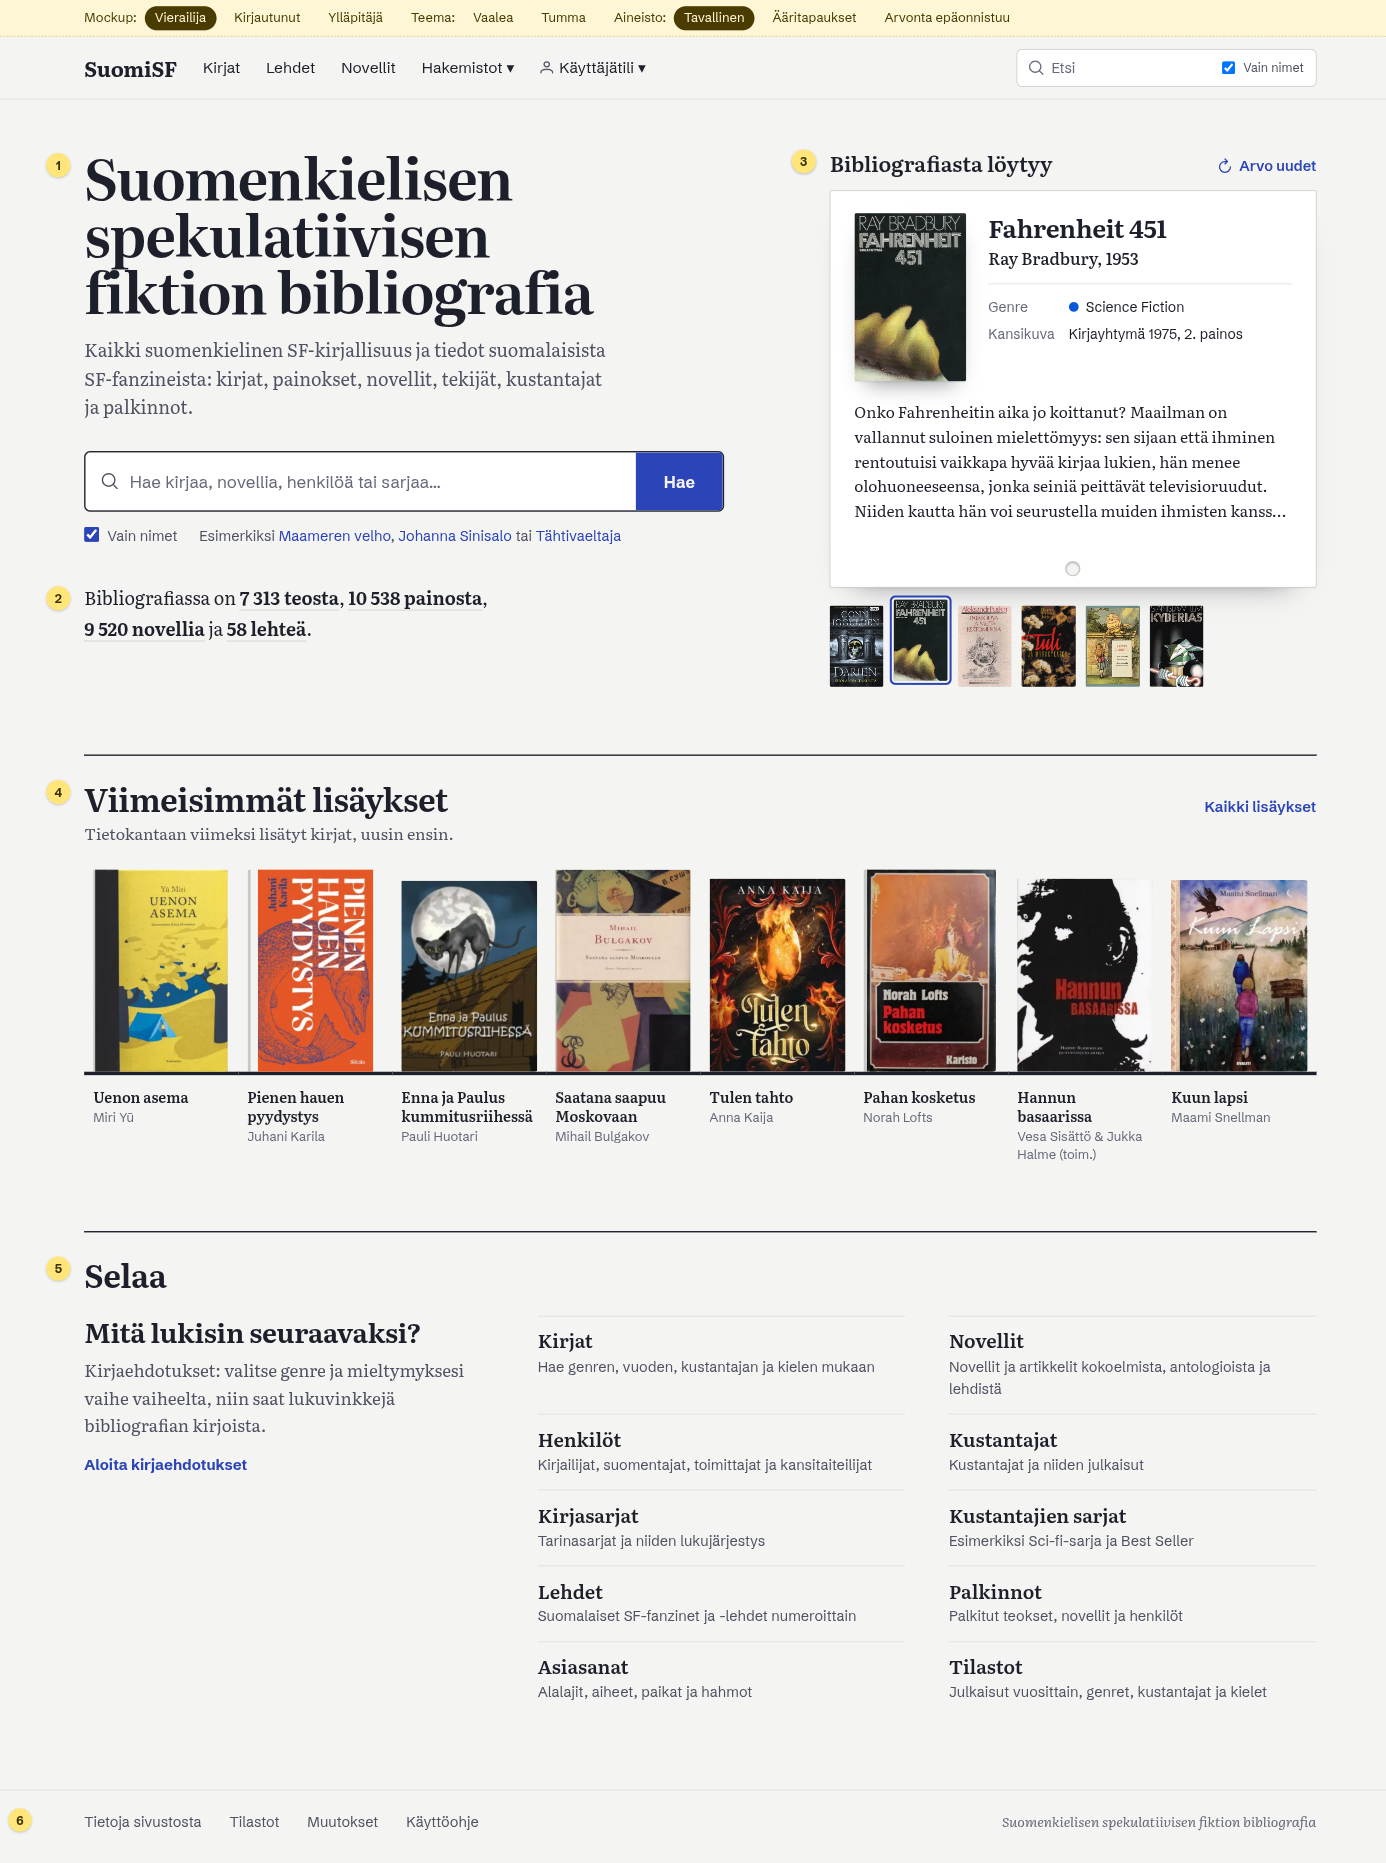 Mockup: Vierailija Kirjautunut Ylläpitäjä Teema: Vaalea Tumma Aineisto: Tavallinen Ääritapaukset Arvonta epäonnistuu
SuomiSF Kirjat Lehdet Novellit Hakemistot ▾ Käyttäjätili ▾ Etsi Vain nimet
1
Suomenkielisen
spekulatiivisen
fiktion bibliografia
Kaikki suomenkielinen SF-kirjallisuus ja tiedot suomalaisista
SF-fanzineista: kirjat, painokset, novellit, tekijät, kustantajat
ja palkinnot.
Hae kirjaa, novellia, henkilöä tai sarjaa... Hae
Vain nimet Esimerkiksi Maameren velho, Johanna Sinisalo tai Tähtivaeltaja
2
Bibliografiassa on 7 313 teosta, 10 538 painosta,
9 520 novellia ja 58 lehteä.
3
Bibliografiasta löytyy Arvo uudet
RAY BRADBURY
FAHRENHEIT
451
Fahrenheit 451
Ray Bradbury, 1953
Genre Science Fiction
Kansikuva Kirjayhtymä 1975, 2. painos
Onko Fahrenheitin aika jo koittanut? Maailman on
vallannut suloinen mielettömyys: sen sijaan että ihminen
rentoutuisi vaikkapa hyvää kirjaa lukien, hän menee
olohuoneeseensa, jonka seiniä peittävät televisioruudut.
Niiden kautta hän voi seurustella muiden ihmisten kanss…
CONN
IGGULDEN
DARIEN
RAY BRADBURY
FAHRENHEIT
451
Tuli
KYBERIAS
4
Viimeisimmät lisäykset Kaikki lisäykset
Tietokantaan viimeksi lisätyt kirjat, uusin ensin.
Yū Miri
UENON
ASEMA
Juhani
Karila
PIENEN
HAUEN
PYYDYSTYS
Siltala
Enna ja Paulus
KUMMITUSRIIHESSÄ
PAULI HUOTARI
MIHAIL
BULGAKOV
SAATANA SAAPUU MOSKOVAAN
ANNA KAIJA
Tulen
tahto
Norah Lofts
Pahan
kosketus
Karisto
Hannun
BASAARISSA
Maami Snellman
Kuun Lapsi
Uenon asema
Miri Yū
Pienen hauen
pyydystys
Juhani Karila
Enna ja Paulus
kummitusriihessä
Pauli Huotari
Saatana saapuu
Moskovaan
Mihail Bulgakov
Tulen tahto
Anna Kaija
Pahan kosketus
Norah Lofts
Hannun
basaarissa
Vesa Sisättö & Jukka
Halme (toim.)
Kuun lapsi
Maami Snellman
5
Selaa
Mitä lukisin seuraavaksi?
Kirjaehdotukset: valitse genre ja mieltymyksesi
vaihe vaiheelta, niin saat lukuvinkkejä
bibliografian kirjoista.
Aloita kirjaehdotukset
Kirjat
Hae genren, vuoden, kustantajan ja kielen mukaan
Novellit
Novellit ja artikkelit kokoelmista, antologioista ja
lehdistä
Henkilöt
Kirjailijat, suomentajat, toimittajat ja kansitaiteilijat
Kustantajat
Kustantajat ja niiden julkaisut
Kirjasarjat
Tarinasarjat ja niiden lukujärjestys
Kustantajien sarjat
Esimerkiksi Sci-fi-sarja ja Best Seller
Lehdet
Suomalaiset SF-fanzinet ja -lehdet numeroittain
Palkinnot
Palkitut teokset, novellit ja henkilöt
Asiasanat
Alalajit, aiheet, paikat ja hahmot
Tilastot
Julkaisut vuosittain, genret, kustantajat ja kielet
6
Tietoja sivustosta Tilastot Muutokset Käyttöohje Suomenkielisen spekulatiivisen fiktion bibliografia